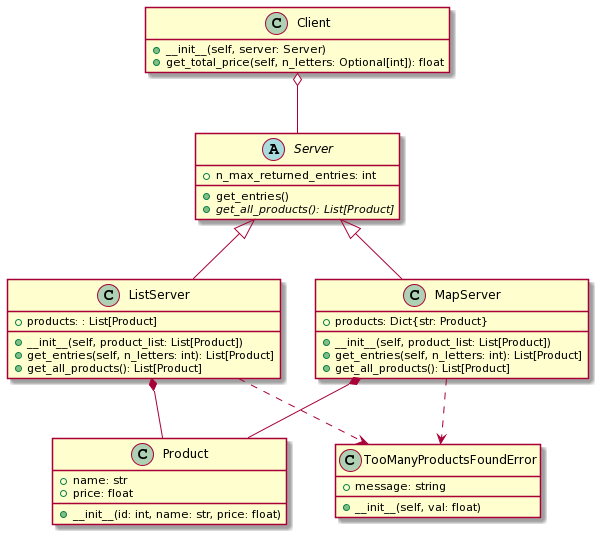 C Client
__init__(self, server: Server)
get_total_price(self, n_letters: Optional[int]): float
A Server
n_max_returned_entries: int
get_entries()
get_all_products(): List[Product]
C ListServer
products: : List[Product]
__init__(self, product_list: List[Product])
get_entries(self, n_letters: int): List[Product]
get_all_products(): List[Product]
C MapServer
products: Dict{str: Product}
__init__(self, product_list: List[Product])
get_entries(self, n_letters: int): List[Product]
get_all_products(): List[Product]
C Product
name: str
price: float
__init__(id: int, name: str, price: float)
C TooManyProductsFoundError
message: string
__init__(self, val: float)